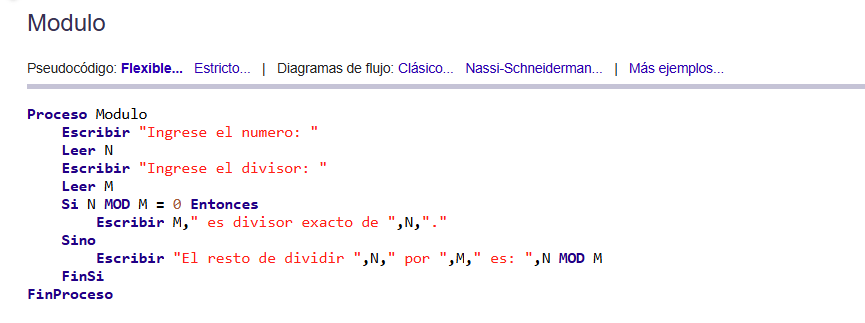 Modulo
Pseudocódigo: Flexible... Estricto... | Diagramas de flujo: Clásico... Nassi-Schneiderman... | Más ejemplos...
Proceso Modulo
    Escribir "Ingrese el numero: "
    Leer N
    Escribir "Ingrese el divisor: "
    Leer M
    Si N MOD M = 0 Entonces
        Escribir M," es divisor exacto de ",N,"."
    Sino
        Escribir "El resto de dividir ",N," por ",M," es: ",N MOD M
    FinSi
FinProceso